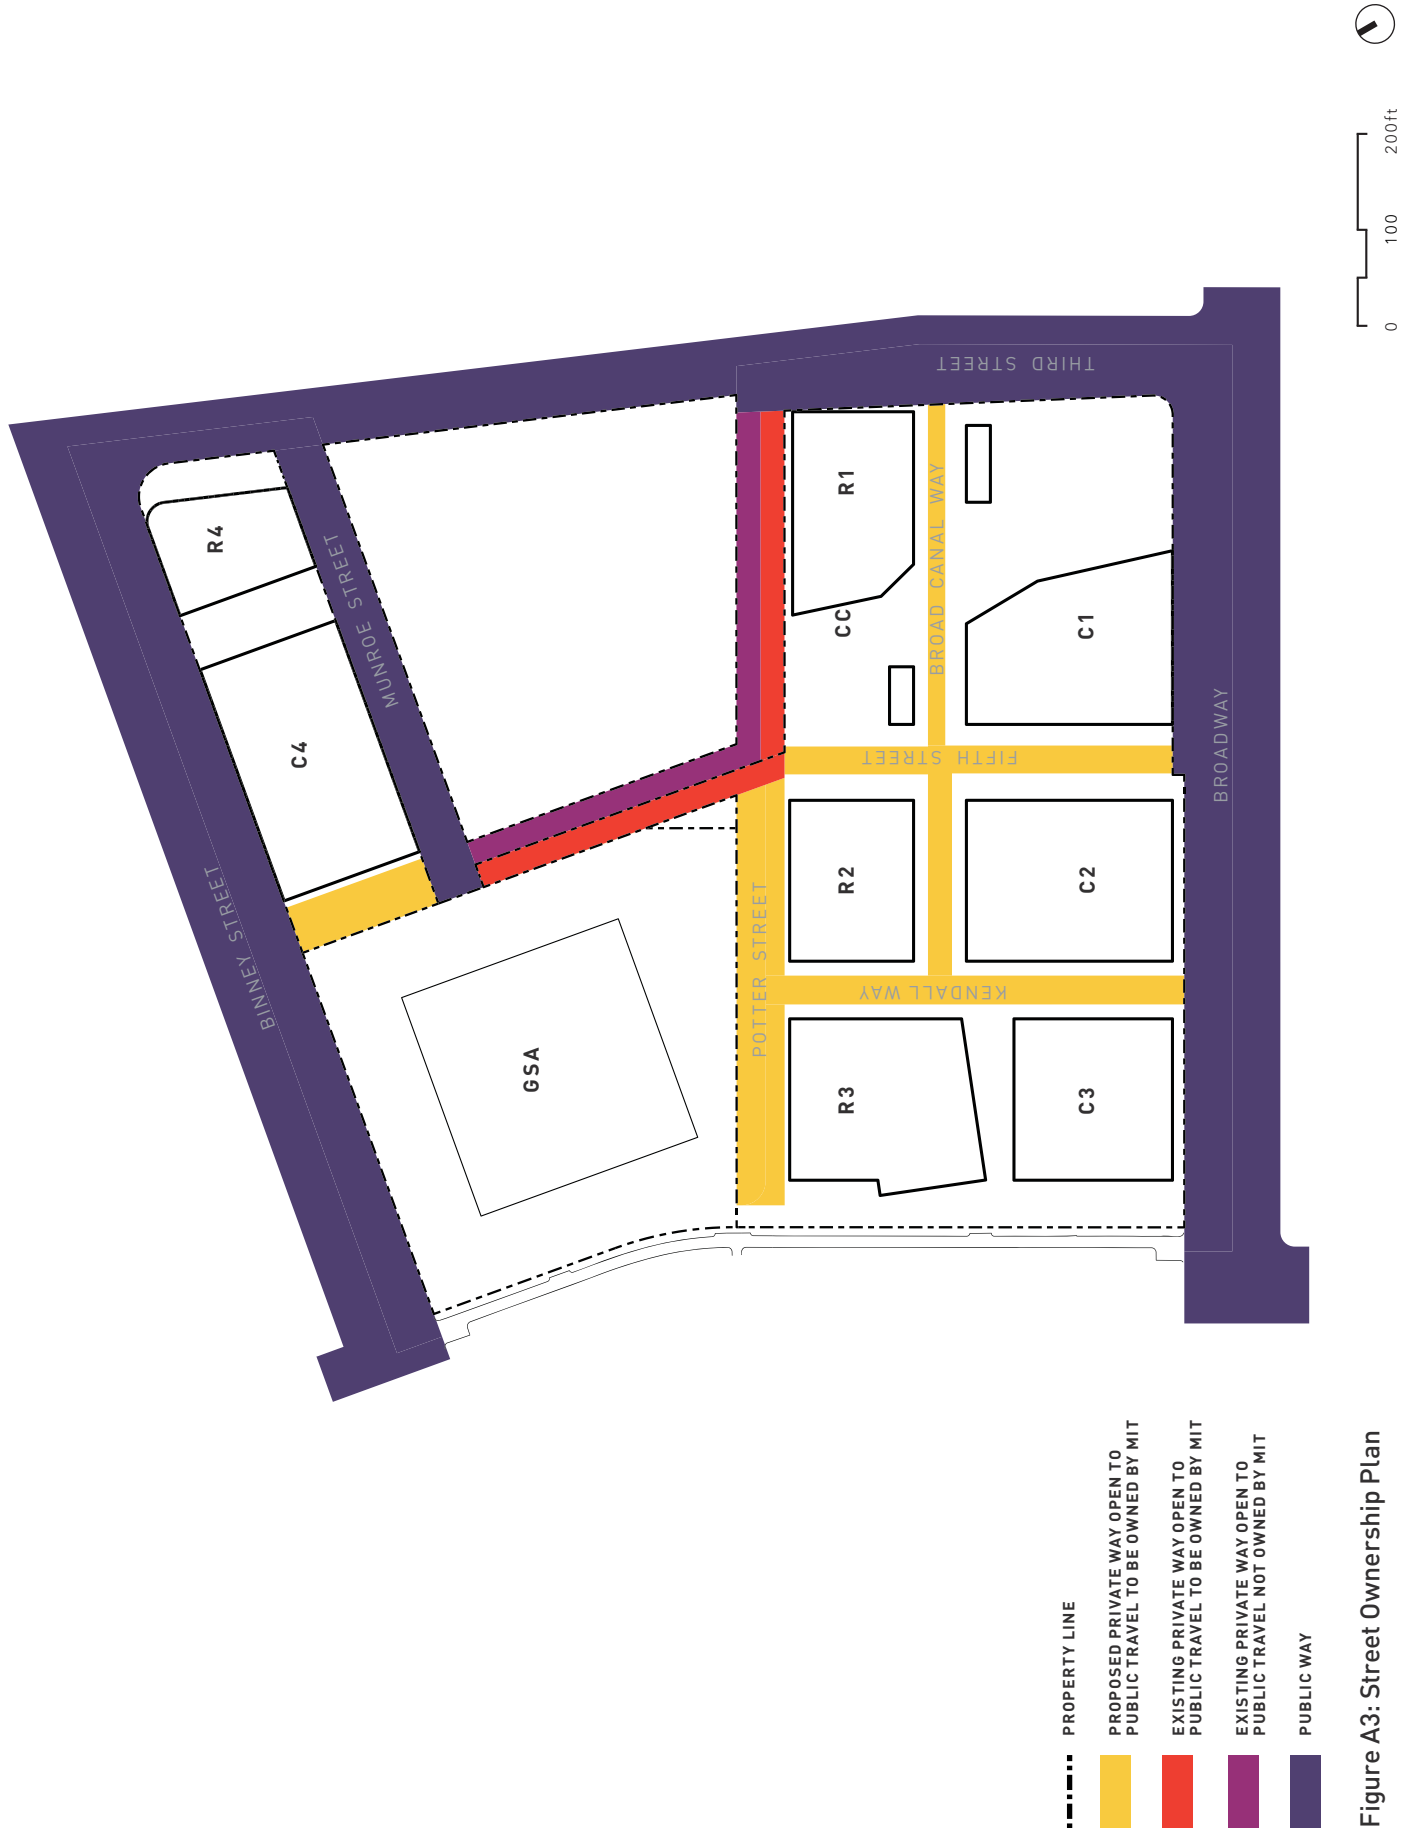 BINNEY STREET
MUNROE STREET
THIRD STREET
BROAD CANAL WAY
FIFTH STREET
POTTER STREET
KENDALL WAY
BROADWAY
R4
C4
GSA
R1
CC
C1
R2
C2
R3
C3
PROPERTY LINE
PROPOSED PRIVATE WAY OPEN TO
PUBLIC TRAVEL TO BE OWNED BY MIT
EXISTING PRIVATE WAY OPEN TO
PUBLIC TRAVEL TO BE OWNED BY MIT
EXISTING PRIVATE WAY OPEN TO
PUBLIC TRAVEL NOT OWNED BY MIT
PUBLIC WAY
Figure A3: Street Ownership Plan
0 100 200ft